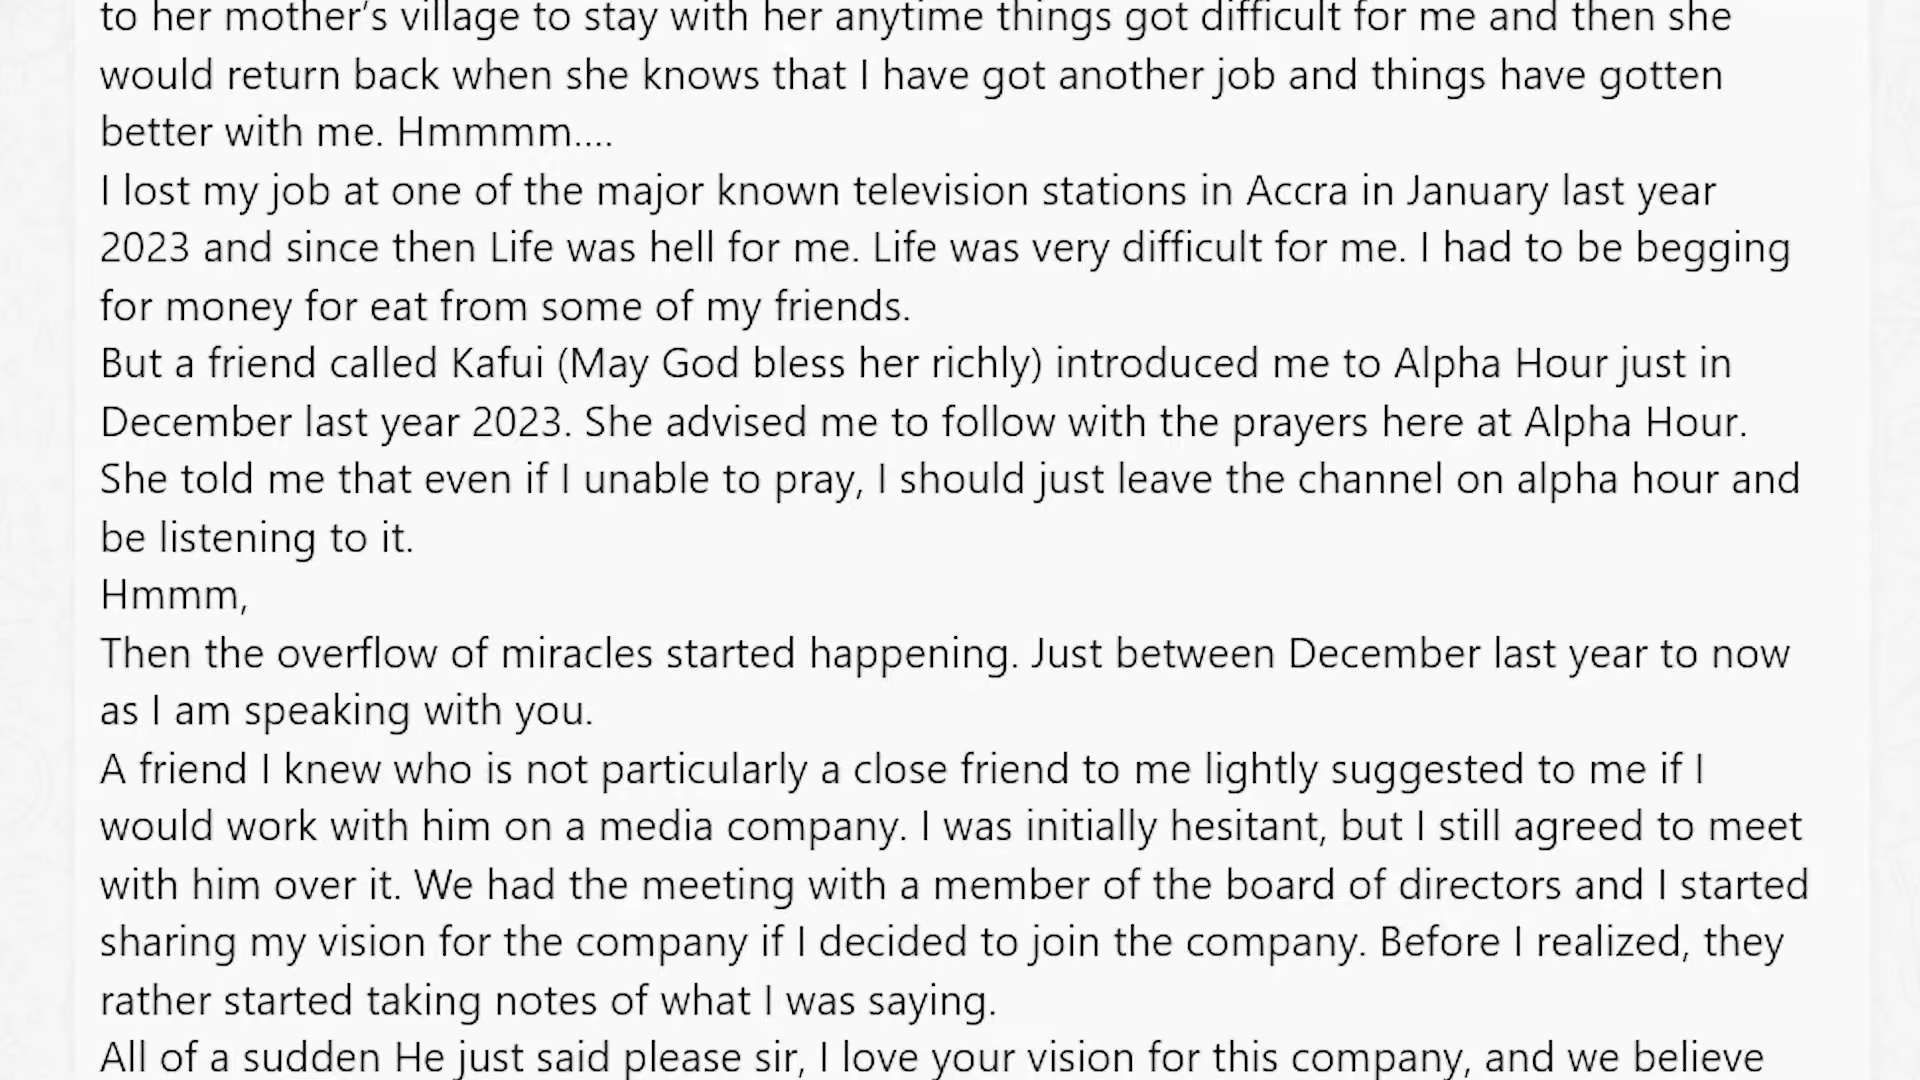 to her mother's village to stay with her anytime things got difficult for me and then she
would return back when she knows that I have got another job and things have gotten
better with me. Hmmmm....
I lost my job at one of the major known television stations in Accra in January last year
2023 and since then Life was hell for me. Life was very difficult for me. I had to be begging
for money for eat from some of my friends.
But a friend called Kafui (May God bless her richly) introduced me to Alpha Hour just in
December last year 2023. She advised me to follow with the prayers here at Alpha Hour.
She told me that even if I unable to pray, I should just leave the channel on alpha hour and
be listening to it.
Hmmm,
Then the overflow of miracles started happening. Just between December last year to now
as I am speaking with you.
A friend I knew who is not particularly a close friend to me lightly suggested to me if I
would work with him on a media company. I was initially hesitant, but I still agreed to meet
with him over it. We had the meeting with a member of the board of directors and I started
sharing my vision for the company if I decided to join the company. Before I realized, they
rather started taking notes of what I was saying.
All of a sudden He just said please sir, I love your vision for this company, and we believe